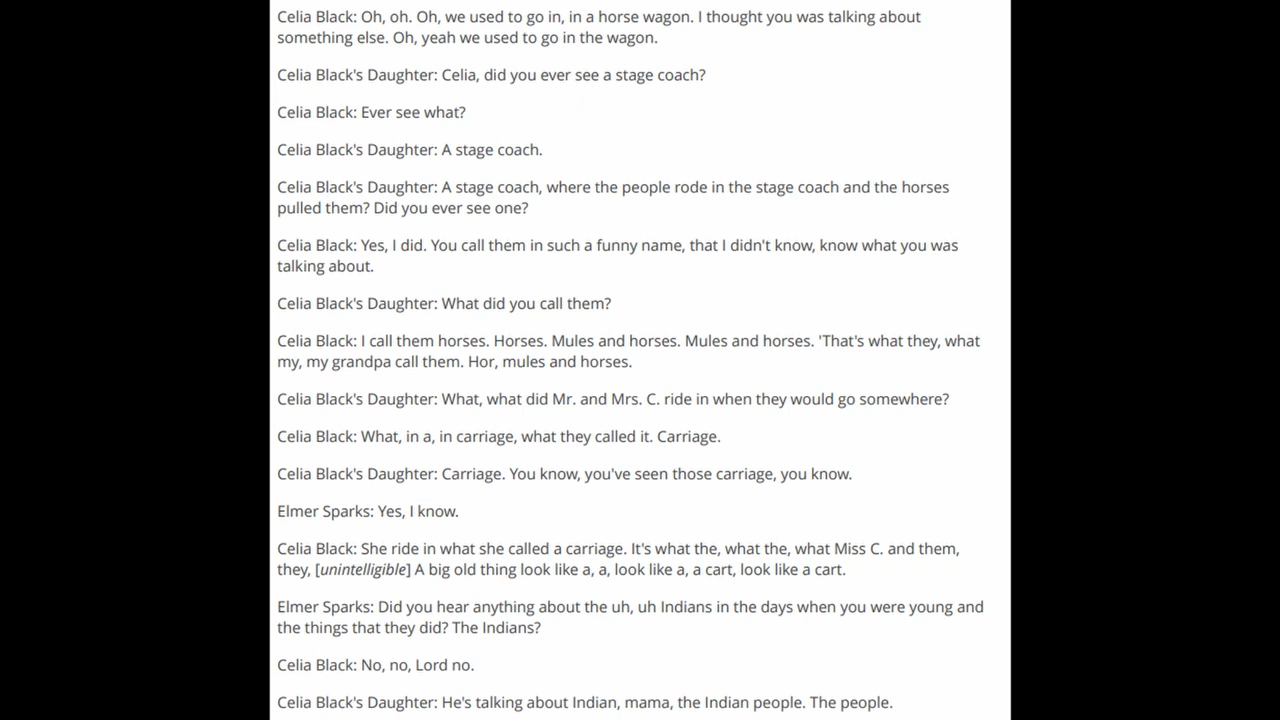 Celia Black: Oh, oh. Oh, we used to go in, in a horse wagon. I thought you was talking about
something else. Oh, yeah we used to go in the wagon.
Celia Black's Daughter: Celia, did you ever see a stage coach?
Celia Black: Ever see what?
Celia Black's Daughter: A stage coach.
Celia Black's Daughter: A stage coach, where the people rode in the stage coach and the horses
pulled them? Did you ever see one?
Celia Black: Yes, I did. You call them in such a funny name, that I didn't know, know what you was
talking about.
Celia Black's Daughter: What did you call them?
Celia Black: I call them horses. Horses. Mules and horses. Mules and horses. 'That's what they, what
my, my grandpa call them. Hor, mules and horses.
Celia Black's Daughter: What, what did Mr. and Mrs. C. ride in when they would go somewhere?
Celia Black: What, in a, in carriage, what they called it. Carriage.
Celia Black's Daughter: Carriage. You know, you've seen those carriage, you know.
Elmer Sparks: Yes, I know.
Celia Black: She ride in what she called a carriage. It's what the, what the, what Miss C. and them,
they, [unintelligible] A big old thing look like a, a, look like a, a cart, look like a cart.
Elmer Sparks: Did you hear anything about the uh, uh Indians in the days when you were young and
the things that they did? The Indians?
Celia Black: No, no, Lord no.
Celia Black's Daughter: He's talking about Indian, mama, the Indian people. The people.